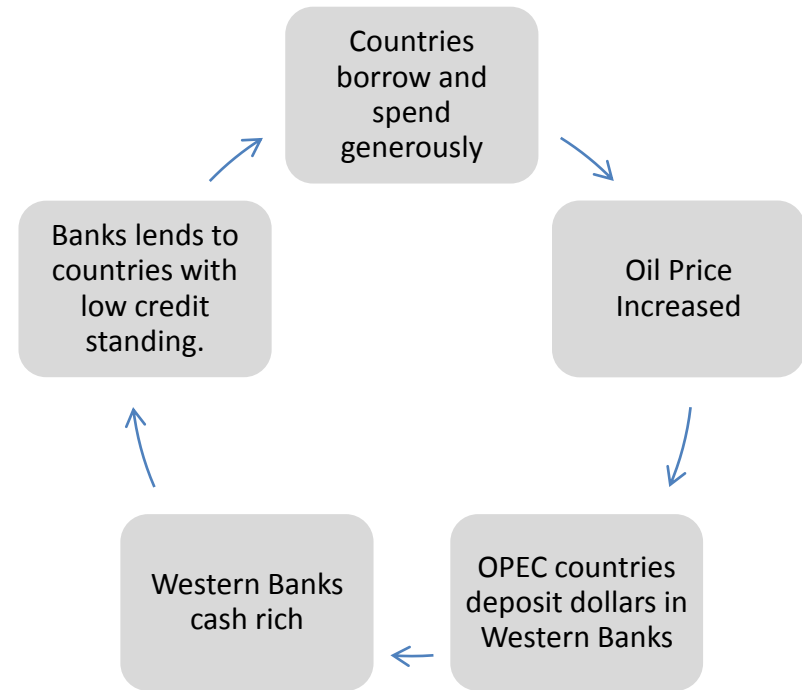 Countries
borrow and
spend
generously
Oil Price
Increased
OPEC countries
deposit dollars in
Western Banks
Western Banks
cash rich
Banks lends to
countries with
low credit
standing.